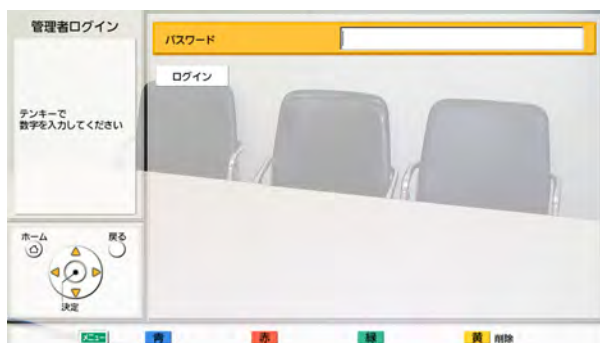 管理者ログイン
パスワード
ログイン
テンキーで
数字を入力してください
ホーム
戻る
決定
メニュー
青
赤
緑
黄 削除